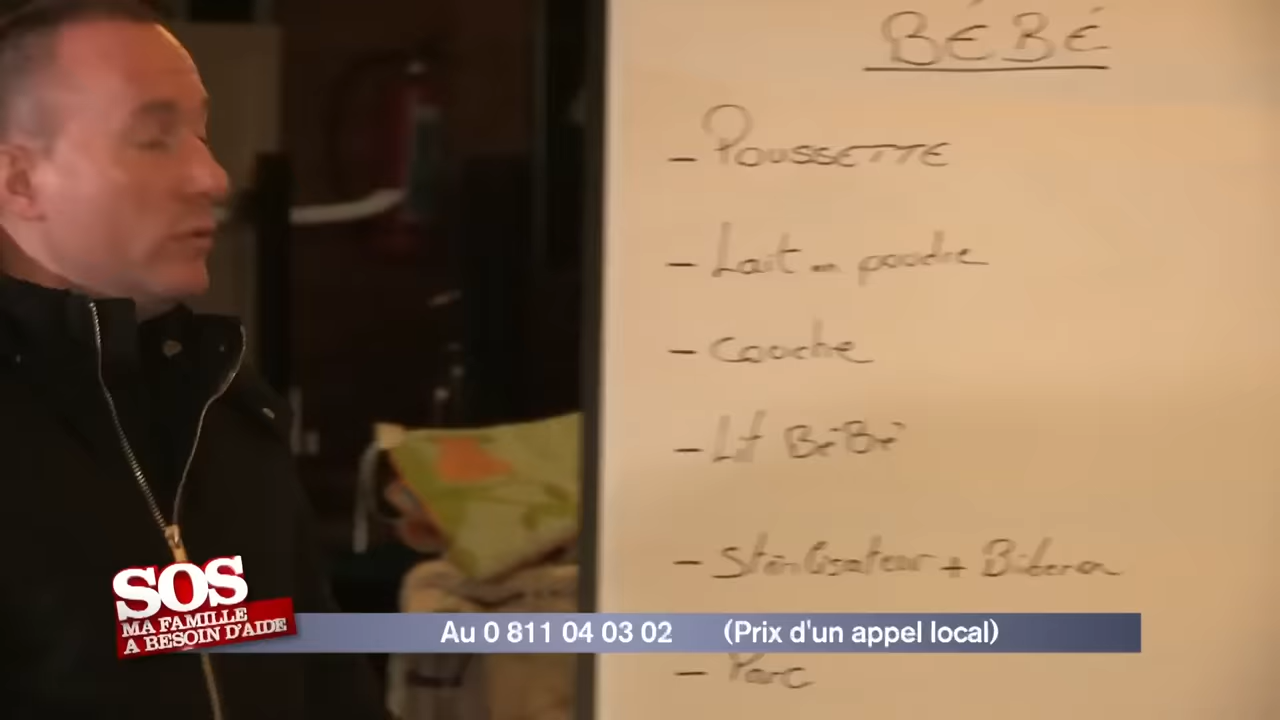 BÉBÉ
- POUSSETTE
- Lait en poudre
- Couche
- Lit BéBé
- Stérilisateur + Biberon
SOS
MA FAMILLE
A BESOIN D'AIDE
Au 0 811 04 03 02 (Prix d'un appel local)
- Parc